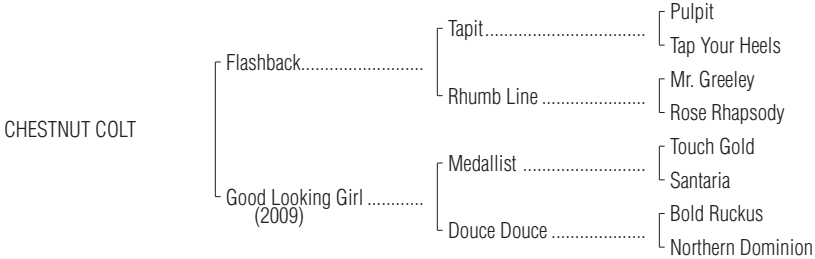 Pulpit
Tapit................................
Tap Your Heels
Flashback.........................
Mr. Greeley
Rhumb Line .....................
Rose Rhapsody
CHESTNUT COLT
Touch Gold
Medallist .........................
Santaria
Good Looking Girl ............
(2009)
Bold Ruckus
Douce Douce ...................
Northern Dominion